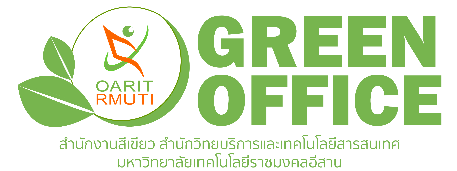 OARIT
RMUTI
GREEN
OFFICE
สำนักงานสีเขียว สำนักวิทยบริการและเทคโนโลยีสารสนเทศ
มหาวิทยาลัยเทคโนโลยีราชมงคลอีสาน